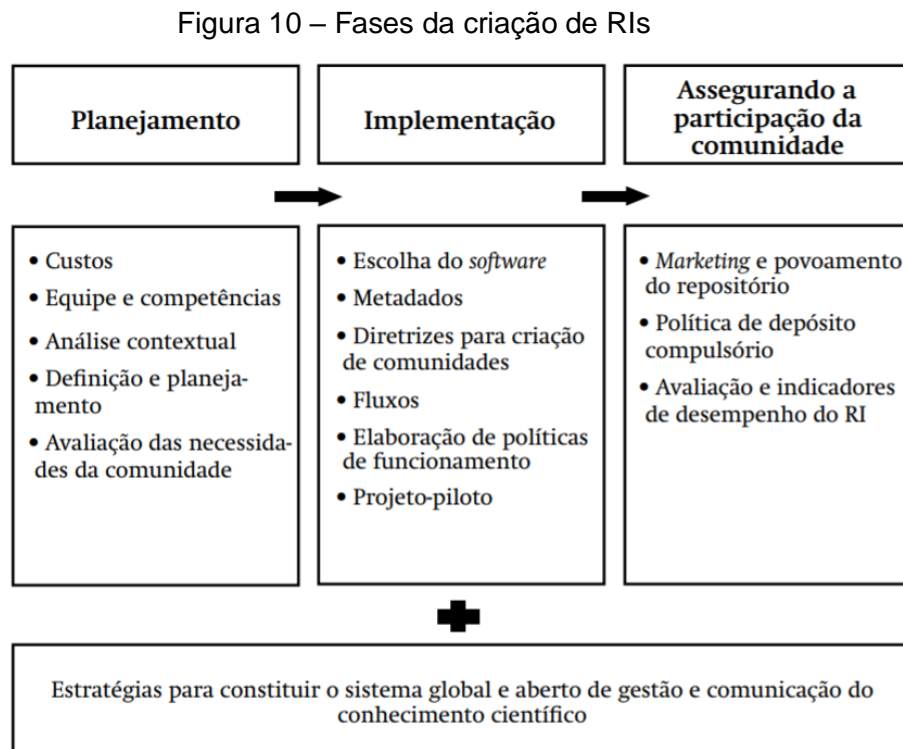 Figura 10 – Fases da criação de RIs
Planejamento
Implementação
Assegurando a
participação da
comunidade
• Custos
• Equipe e competências
• Análise contextual
• Definição e planeja-
mento
• Avaliação das necessida-
des da comunidade
• Escolha do software
• Metadados
• Diretrizes para criação
de comunidades
• Fluxos
• Elaboração de políticas
de funcionamento
• Projeto-piloto
• Marketing e povoamento
do repositório
• Política de depósito
compulsório
• Avaliação e indicadores
de desempenho do RI
Estratégias para constituir o sistema global e aberto de gestão e comunicação do
conhecimento científico